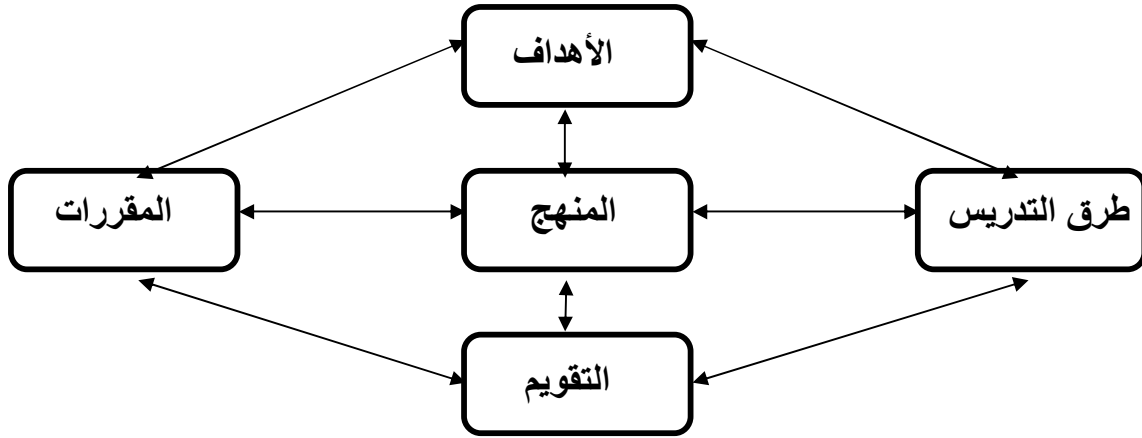 الأهداف
طرق التدريس
المنهج
المقررات
التقويم